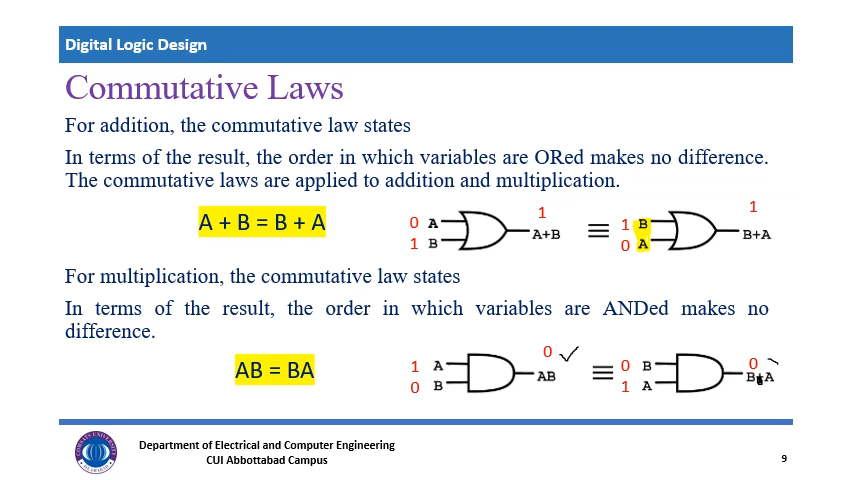 Digital Logic Design
Commutative Laws
For addition, the commutative law states
In terms of the result, the order in which variables are ORed makes no difference.
The commutative laws are applied to addition and multiplication.
A + B = B + A
0 A
1 B
1
A+B
≡
1 B
0 A
1
B+A
For multiplication, the commutative law states
In terms of the result, the order in which variables are ANDed makes no
difference.
AB = BA
1 A
0 B
0
AB
≡
0 B
1 A
0
B+A
COMSATS UNIVERSITY
ISLAMABAD
Department of Electrical and Computer Engineering
CUI Abbottabad Campus
9